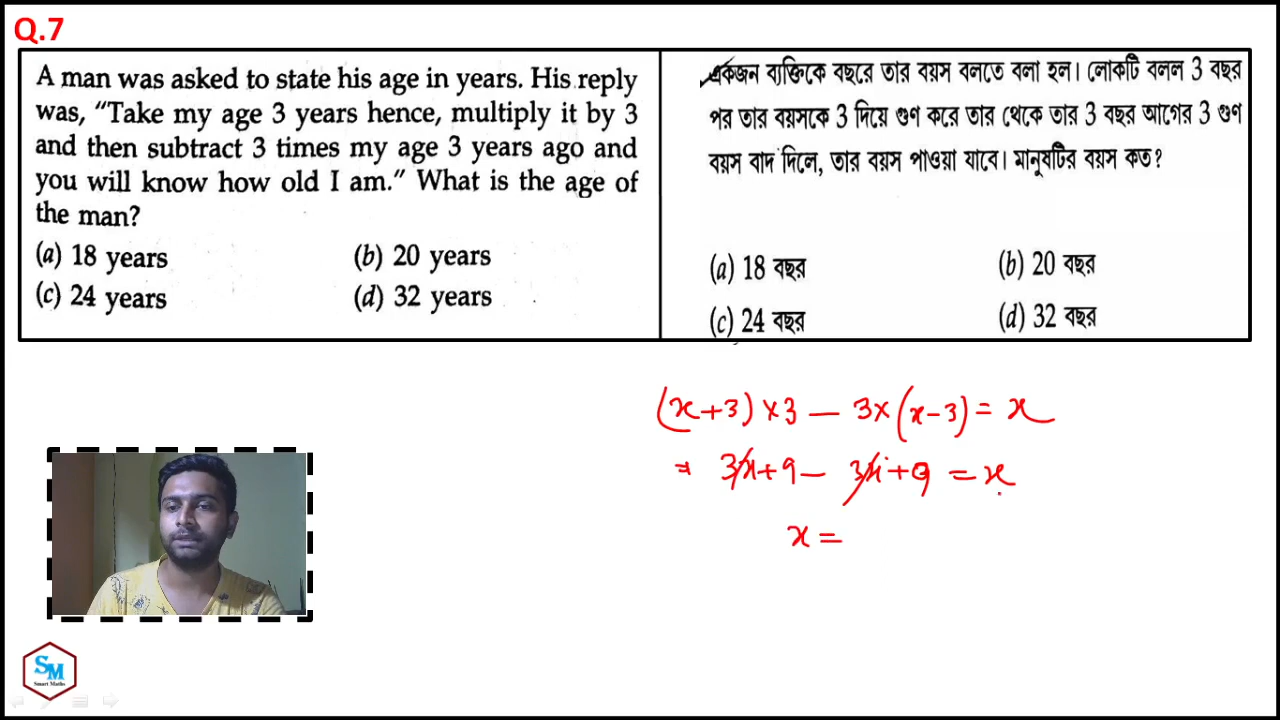 Q.7
A man was asked to state his age in years. His reply
was, “Take my age 3 years hence, multiply it by 3
and then subtract 3 times my age 3 years ago and
you will know how old I am.” What is the age of
the man?
(a) 18 years (b) 20 years
(c) 24 years (d) 32 years
একজন ব্যক্তিকে বছরে তার বয়স বলতে বলা হল। লোকটি বলল 3 বছর
পর তার বয়সকে 3 দিয়ে গুণ করে তার থেকে তার 3 বছর আগের 3 গুণ
বয়স বাদ দিলে, তার বয়স পাওয়া যাবে। মানুষটির বয়স কত?
(a) 18 বছর (b) 20 বছর
(c) 24 বছর (d) 32 বছর
(x+3)×3 – 3×(x-3) = x
⇒ 3x+9 – 3x+9 = x
x =
SM
Smart Maths